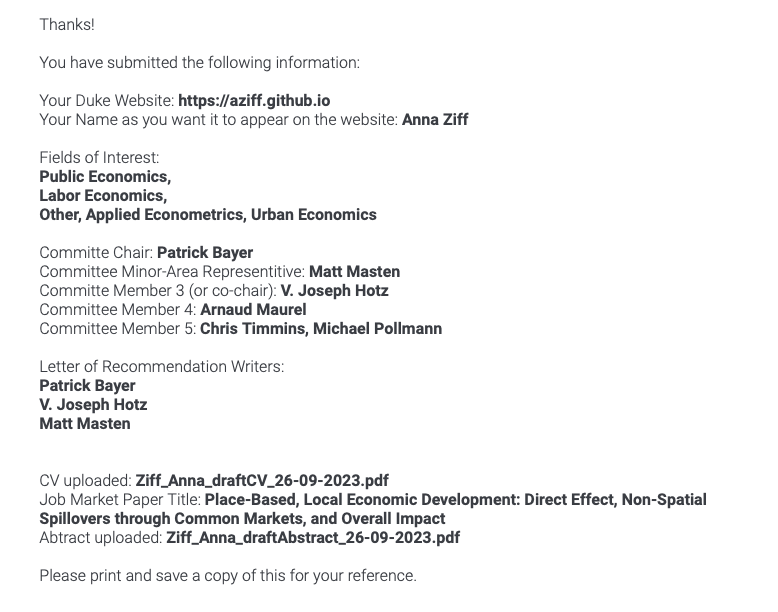 Thanks!
You have submitted the following information:
Your Duke Website: https://aziff.github.io
Your Name as you want it to appear on the website: Anna Ziff
Fields of Interest:
Public Economics,
Labor Economics,
Other, Applied Econometrics, Urban Economics
Committe Chair: Patrick Bayer
Committee Minor-Area Representitive: Matt Masten
Committe Member 3 (or co-chair): V. Joseph Hotz
Committee Member 4: Arnaud Maurel
Committee Member 5: Chris Timmins, Michael Pollmann
Letter of Recommendation Writers:
Patrick Bayer
V. Joseph Hotz
Matt Masten
CV uploaded: Ziff_Anna_draftCV_26-09-2023.pdf
Job Market Paper Title: Place-Based, Local Economic Development: Direct Effect, Non-Spatial
Spillovers through Common Markets, and Overall Impact
Abtract uploaded: Ziff_Anna_draftAbstract_26-09-2023.pdf
Please print and save a copy of this for your reference.